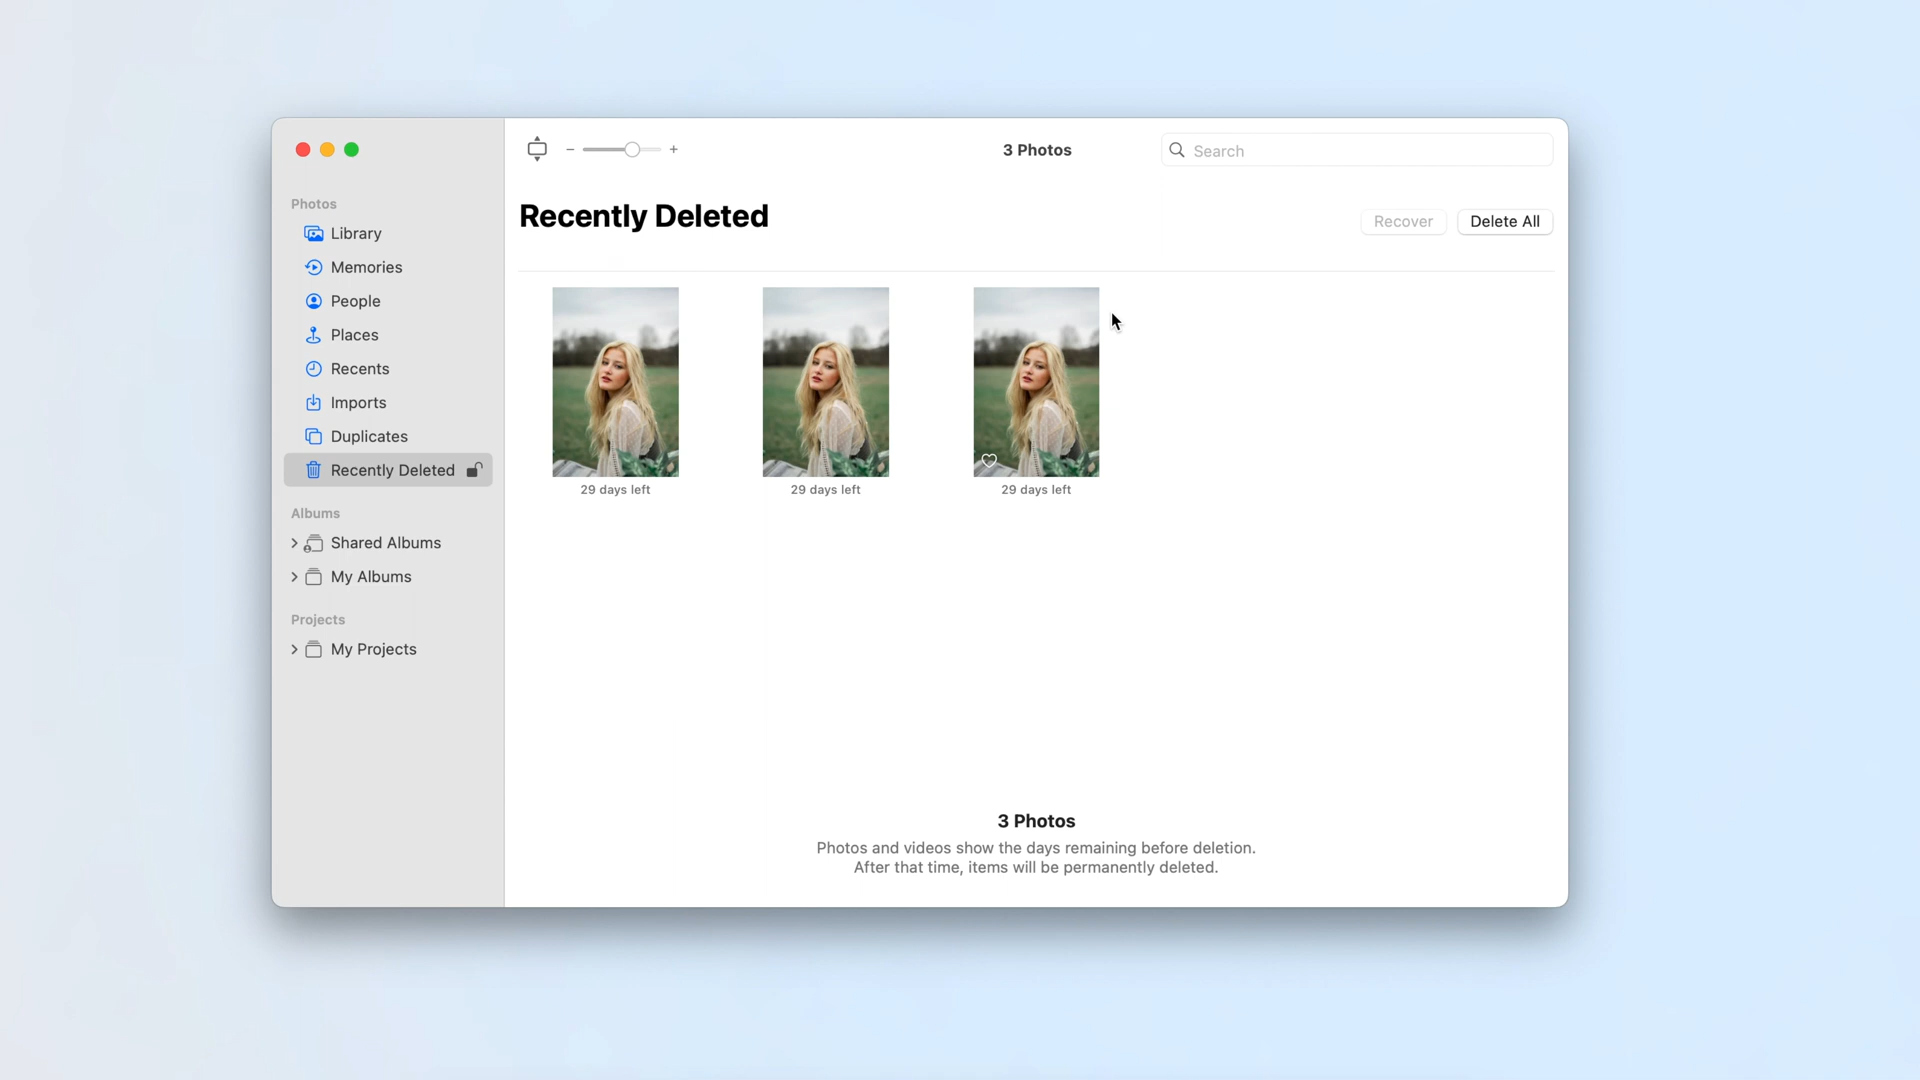 3 Photos
Search
Photos
Library
Memories
People
Places
Recents
Imports
Duplicates
Recently Deleted
Albums
Shared Albums
My Albums
Projects
My Projects
Recently Deleted
Recover
Delete All
29 days left
29 days left
29 days left
3 Photos
Photos and videos show the days remaining before deletion.
After that time, items will be permanently deleted.